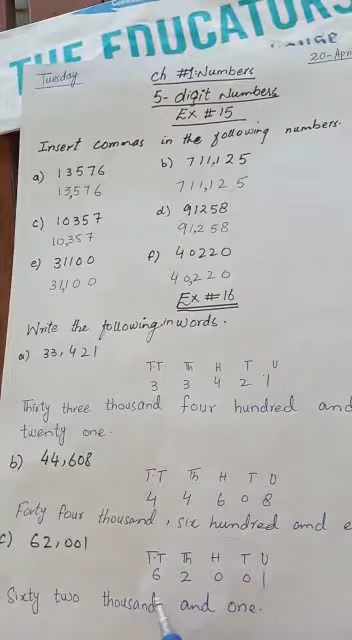 THE EDUCATORS
20-Apri
Tuesday
ch #1:Numbers
5-digit Numbers
Ex #15
Insert commas in the following numbers.
a) 13576
b) 711,125
13,576
711,125
c) 10357
d) 91258
10,357
91,258
e) 31100
f) 40220
31,100
40,220
Ex #16
Write the following in words.
a) 33,421
T.T Th H T U
3 3 4 2 1
Thirty three thousand four hundred and
twenty one.
b) 44,608
T.T Th H T U
4 4 6 0 8
Forty four thousand, six hundred and e
c) 62,001
T.T Th H T U
6 2 0 0 1
Sixty two thousand and one.